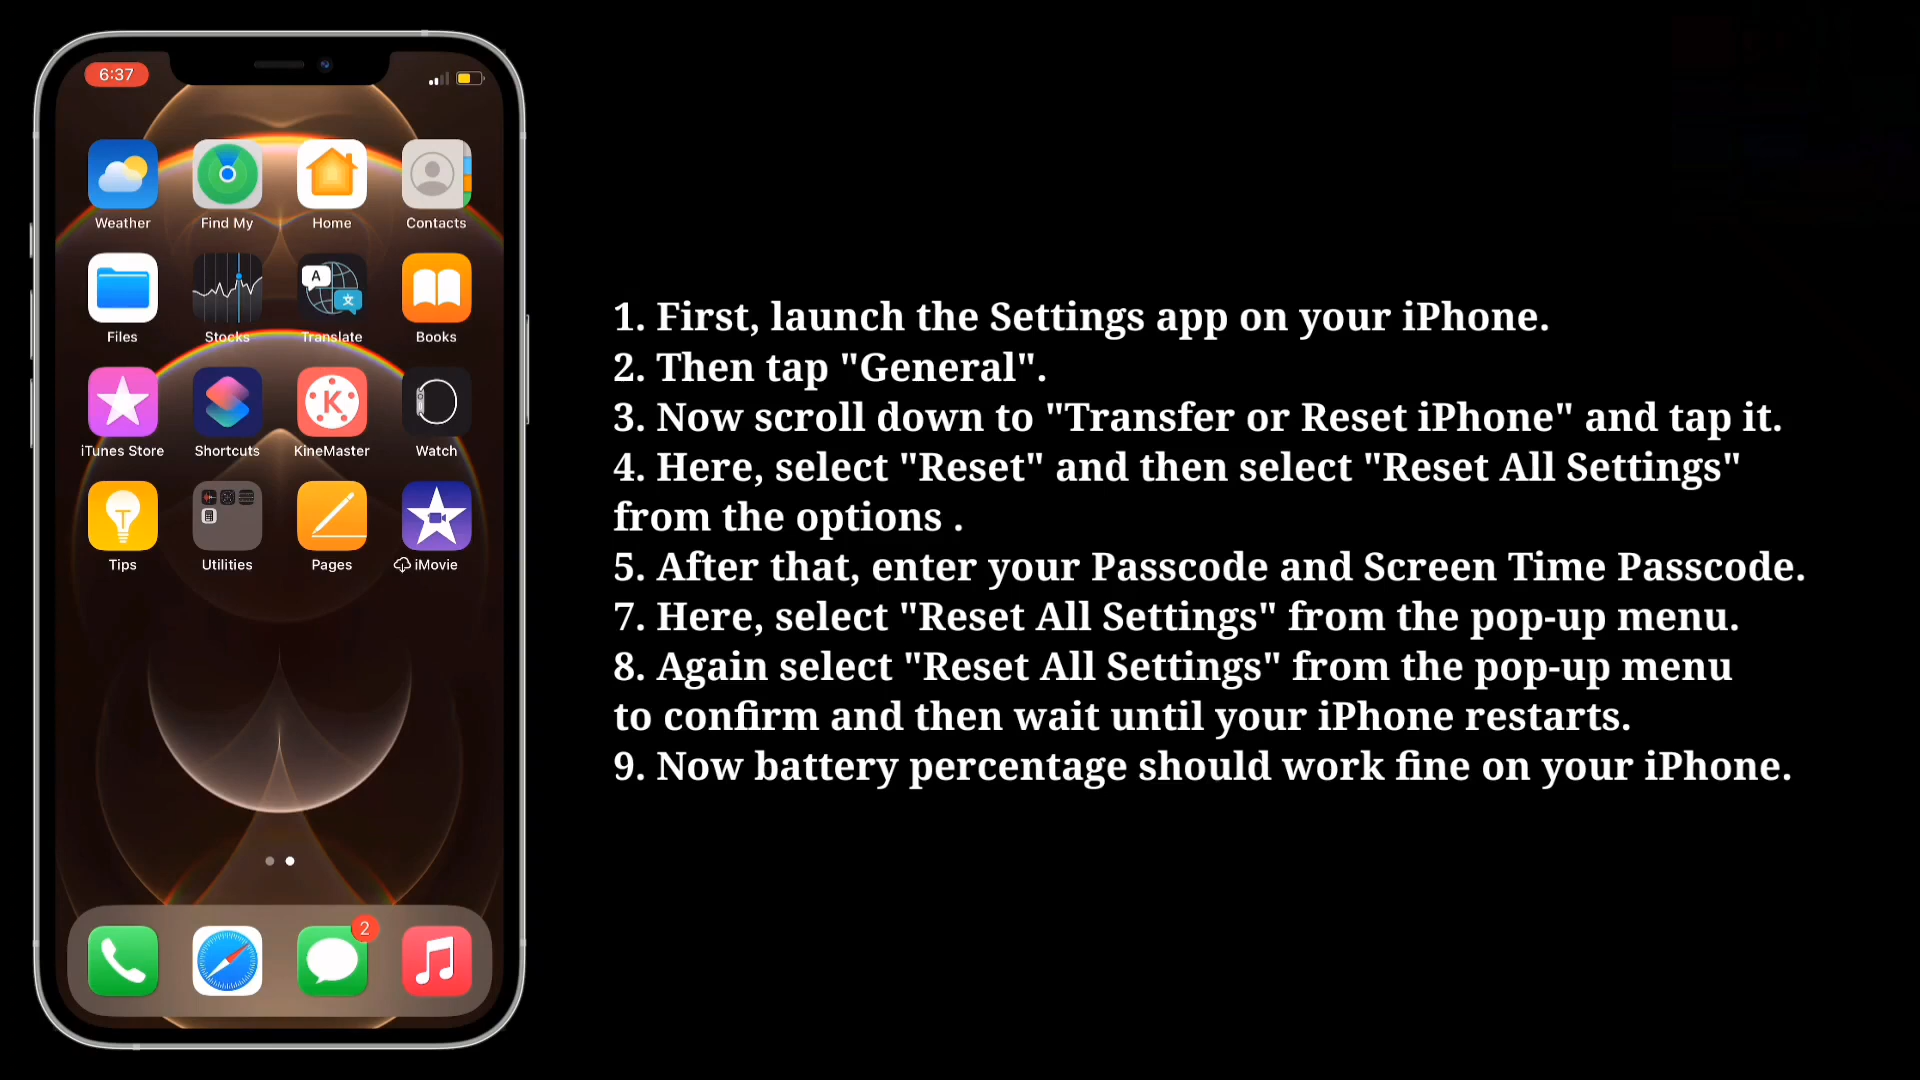 6:37
Weather
Find My
Home
Contacts
A
文
Files
Stocks
Translate
Books
K
iTunes Store
Shortcuts
KineMaster
Watch
Tips
Utilities
Pages
iMovie
2
1. First, launch the Settings app on your iPhone.
2. Then tap "General".
3. Now scroll down to "Transfer or Reset iPhone" and tap it.
4. Here, select "Reset" and then select "Reset All Settings"
from the options .
5. After that, enter your Passcode and Screen Time Passcode.
7. Here, select "Reset All Settings" from the pop-up menu.
8. Again select "Reset All Settings" from the pop-up menu
to confirm and then wait until your iPhone restarts.
9. Now battery percentage should work fine on your iPhone.